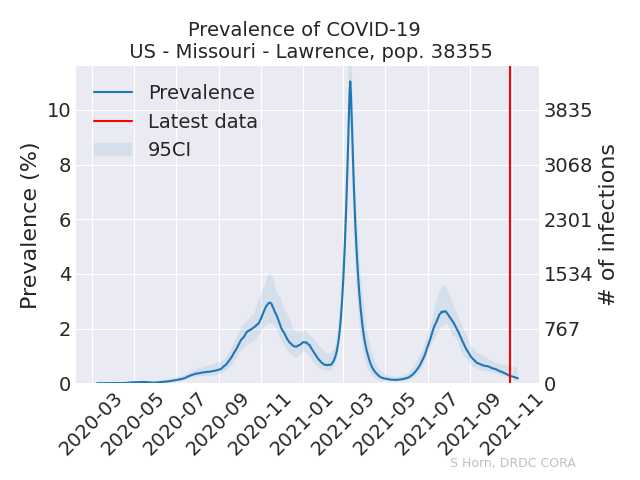 Prevalence of COVID-19
US - Missouri - Lawrence, pop. 38355
Prevalence
Latest data
95CI
Prevalence (%)
10
8
6
4
2
0
# of infections
3835
3068
2301
1534
767
0
2020-03
2020-05
2020-07
2020-09
2020-11
2021-01
2021-03
2021-05
2021-07
2021-09
2021-11
S Horn, DRDC CORA